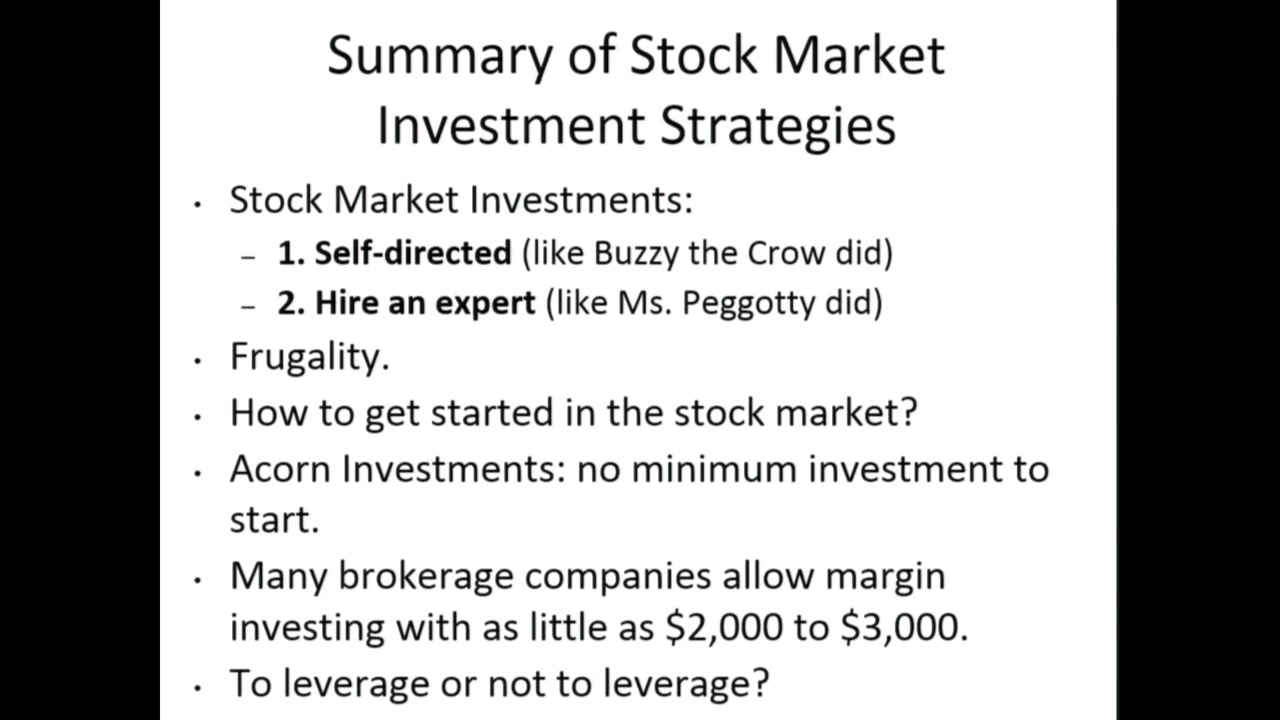 Summary of Stock Market
Investment Strategies
• Stock Market Investments:
– 1. Self-directed (like Buzzy the Crow did)
– 2. Hire an expert (like Ms. Peggotty did)
• Frugality.
• How to get started in the stock market?
• Acorn Investments: no minimum investment to
start.
• Many brokerage companies allow margin
investing with as little as $2,000 to $3,000.
• To leverage or not to leverage?